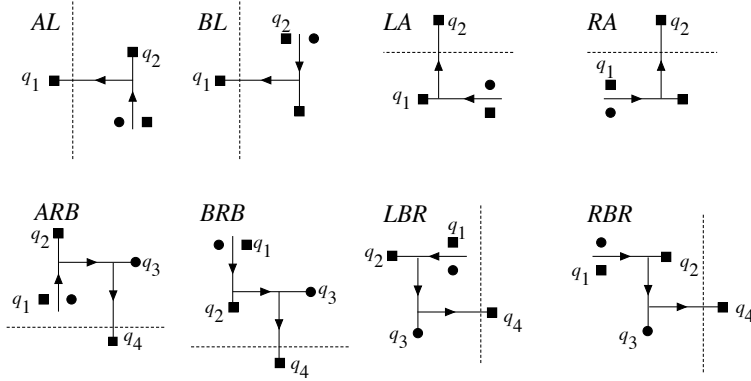 AL BL LA RA
q2 q2 q2 q2
q1 q1 q1 q1
ARB BRB LBR RBR
q2 q1 q1
q3 q3 q2 q2
q1 q2 q1
q4 q4 q3 q4 q3 q4